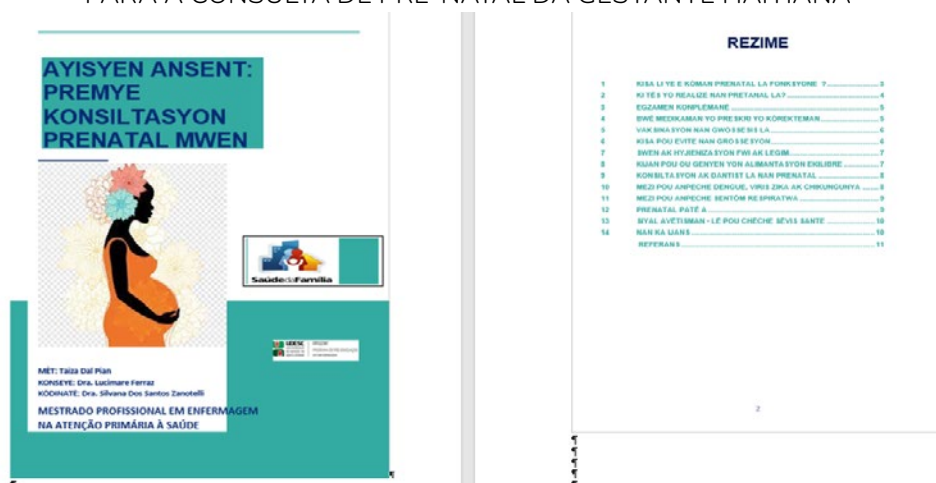 PARA A CONSULTA DE PRÉ-NATAL DA GESTANTE HAITIANA
AYISYEN ANSENT:
PREMYE
KONSILTASYON
PRENATAL MWEN
SaúdedaFamília
UDESC
MÈT: Taiza Dal Pian
KONSEYE: Dra. Lucimare Ferraz
KODINATÈ: Dra. Silvana Dos Santos Zanotelli
MESTRADO PROFISSIONAL EM ENFERMAGEM
NA ATENÇÃO PRIMÁRIA À SAÚDE
REZIME
1 KISA LI YE E KÒMAN PRENATAL LA FONKSYONE ? 3
2 KI TÈS YO REALIZE NAN PRETANAL LA? 4
3 EGZAMEN KONPLEMANE 5
4 BWÈ MEDIKAMAN YO PRESKRI YO KÒREKTEMAN 5
5 VAKSINASYON NAN GWOSSESIS LA 6
6 KISA POU EVITE NAN GROSSESYON 6
7 SWEN AK HYJIENIZASYON FWI AK LEGIM 7
8 KIJAN POU OU GENYEN YON ALIMANTASYON EKILIBRE 7
9 KONSILTASYON AK DANTIST LA NAN PRENATAL 8
10 MEZI POU ANPECHE DENGUE, VIRIS ZIKA AK CHIKUNGUNYA 8
11 MEZI POU ANPECHE SENTÒM RESPIRATWA 9
12 PRENATAL PATÈ A 9
13 SIYAL AVÈTISMAN - LÈ POU CHÈCHE SÈVIS SANTE 10
14 NAN KA IJANS 10
REFERANS 11
2